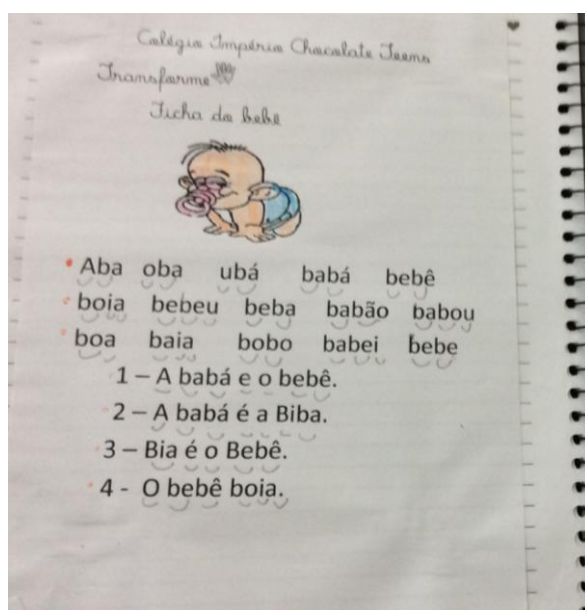 Colégio Império Chocolate Teens
Transforme
Ficha do bebe
Aba oba ubá babá bebê
boia bebeu beba babão babou
boa baia bobo babei bebe
1 – A babá e o bebê.
2 – A babá é a Biba.
3 – Bia é o Bebê.
4 - O bebê boia.